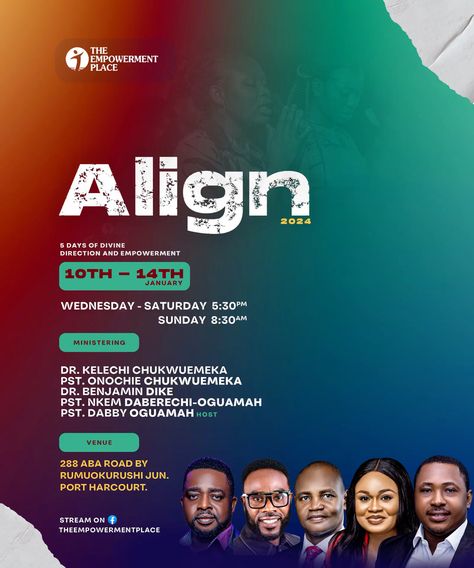 THE
EMPOWERMENT
PLACE
Align
2024
5 DAYS OF DIVINE
DIRECTION AND EMPOWERMENT
10TH – 14TH
JANUARY
WEDNESDAY - SATURDAY 5:30PM
SUNDAY 8:30AM
MINISTERING
DR. KELECHI CHUKWUEMEKA
PST. ONOCHIE CHUKWUEMEKA
DR. BENJAMIN DIKE
PST. NKEM DABERECHI-OGUAMAH
PST. DABBY OGUAMAH HOST
VENUE
288 ABA ROAD BY
RUMUOKURUSHI JUN.
PORT HARCOURT.
STREAM ON
THEEMPOWERMENTPLACE